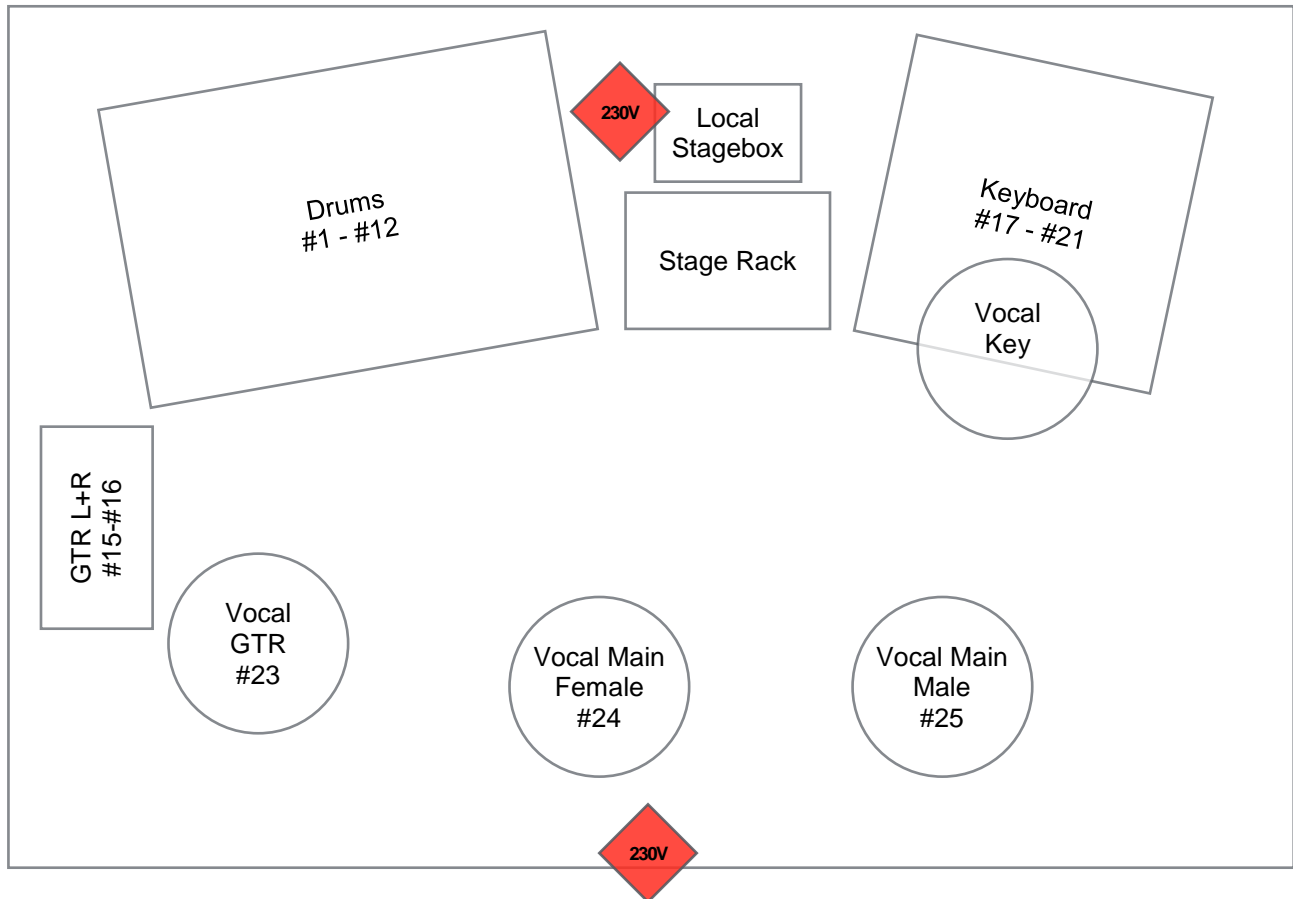 230V
Local
Stagebox
Drums
#1 - #12
Keyboard
#17 - #21
Stage Rack
Vocal
Key
GTR L+R
#15-#16
Vocal
GTR
#23
Vocal Main
Female
#24
Vocal Main
Male
#25
230V